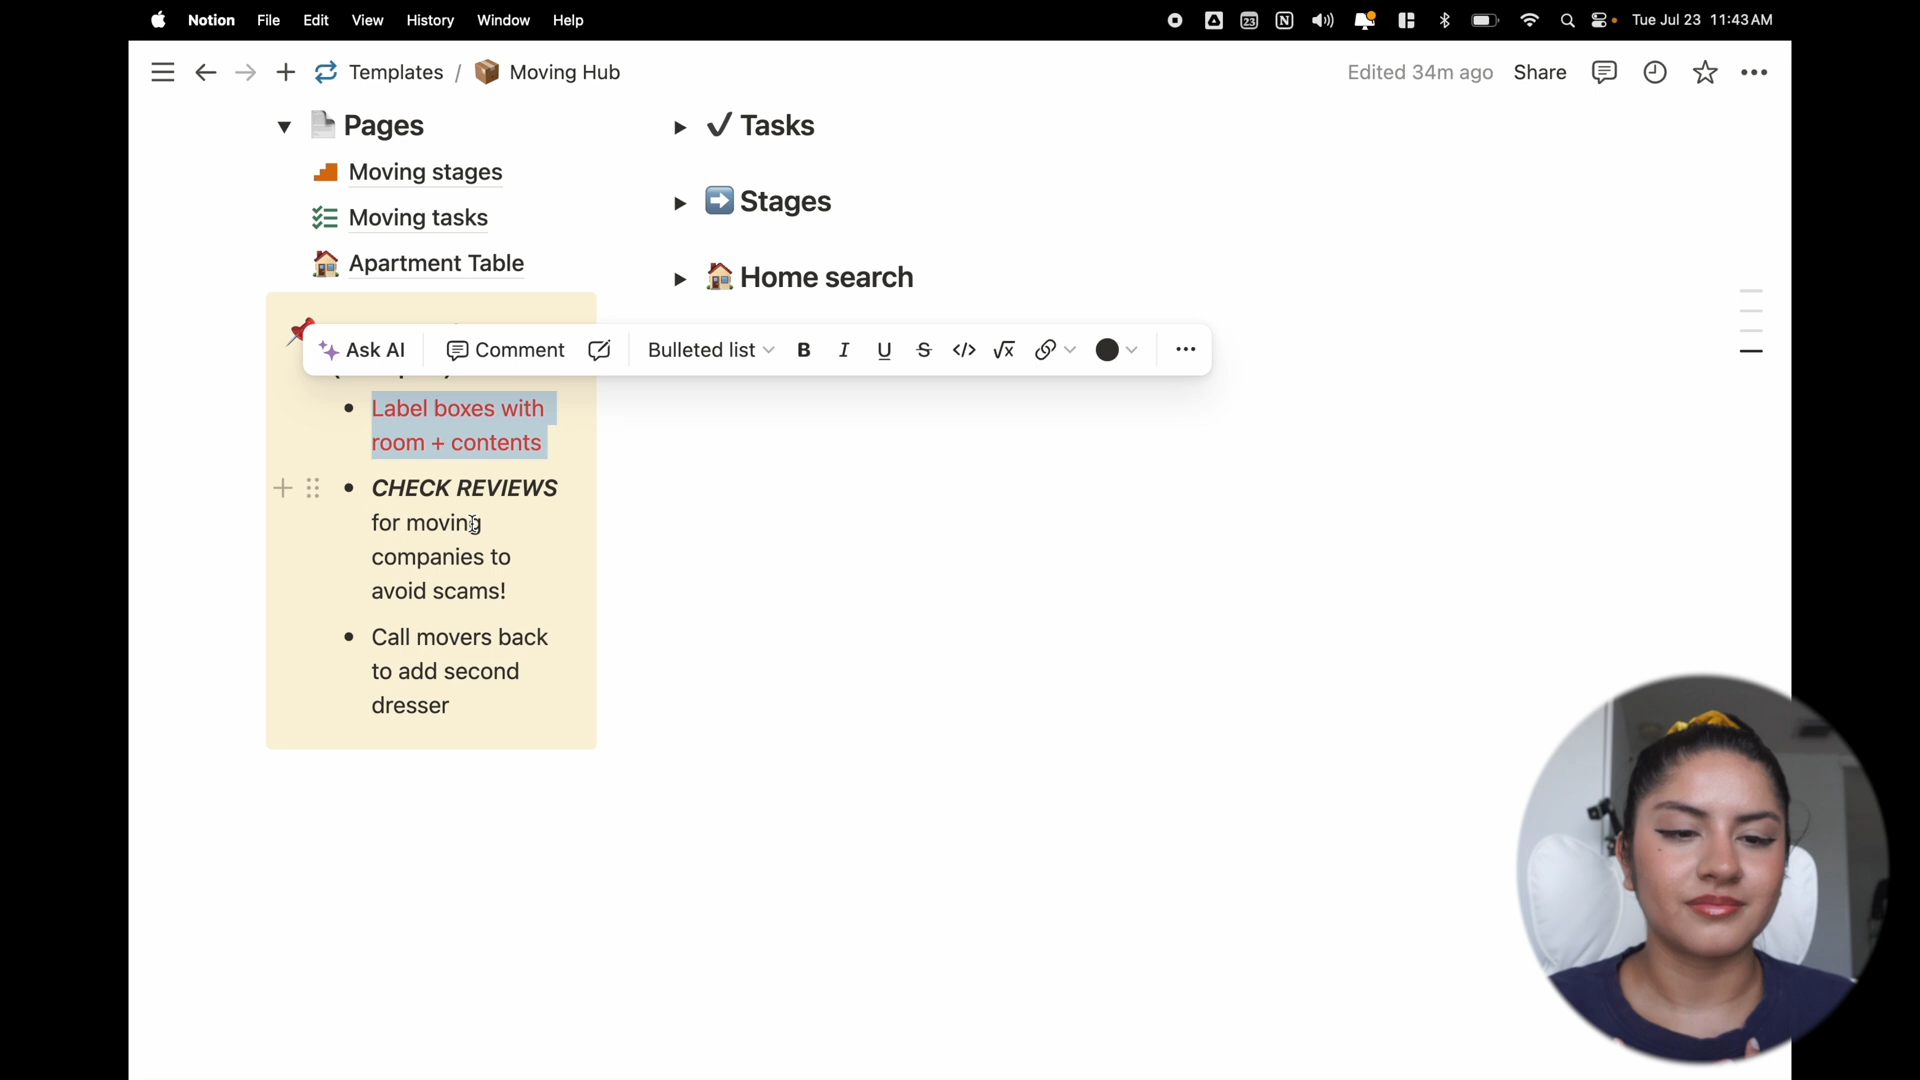 Notion File Edit View History Window Help
23
Tue Jul 23 11:43 AM
Templates / Moving Hub
Edited 34m ago Share
Pages
Moving stages
Moving tasks
Apartment Table
✓ Tasks
Stages
Home search
Ask AI Comment Bulleted list B I U S </> √x
• Label boxes with
room + contents
• CHECK REVIEWS
for moving
companies to
avoid scams!
• Call movers back
to add second
dresser